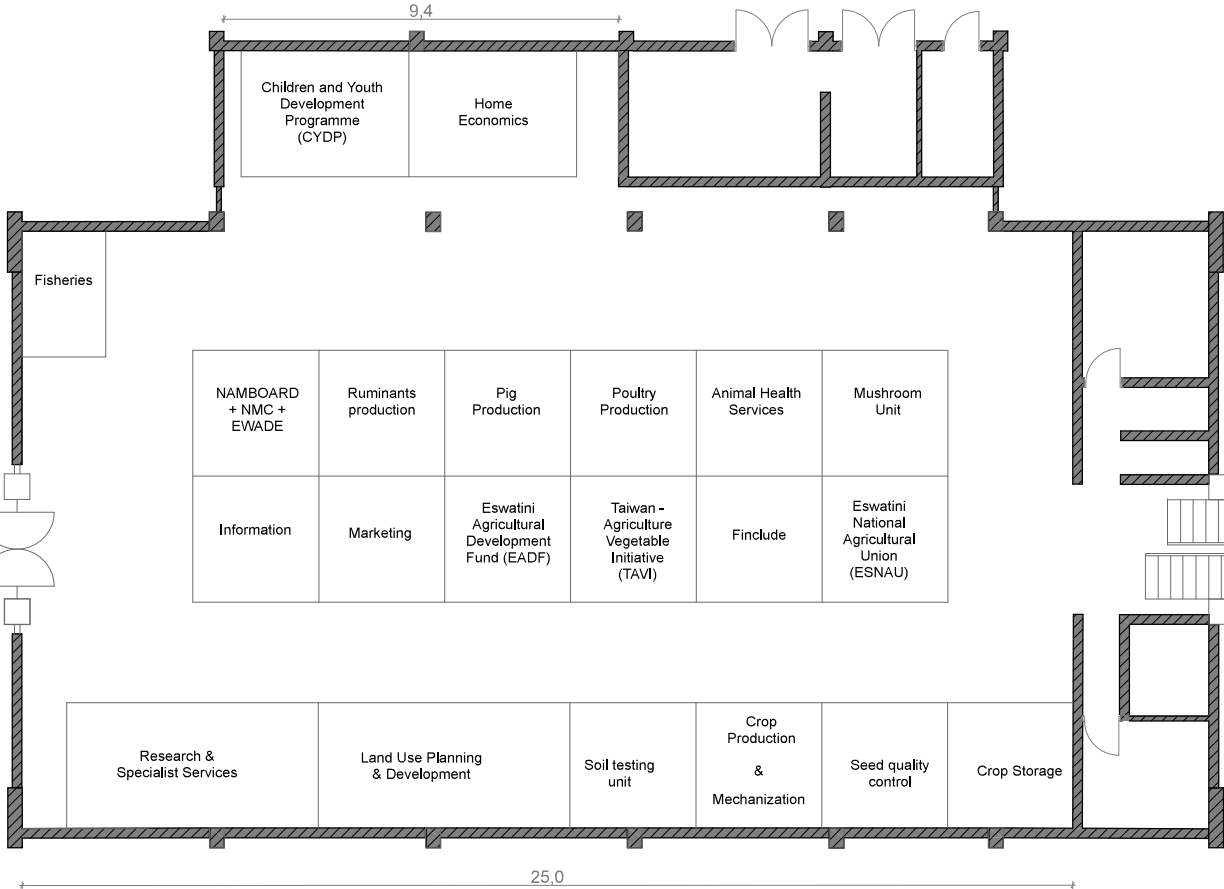 9,4
Children and Youth
Development
Programme
(CYDP)
Home
Economics
Fisheries
NAMBOARD
+ NMC +
EWADE
Ruminants
production
Pig
Production
Poultry
Production
Animal Health
Services
Mushroom
Unit
Information
Marketing
Eswatini
Agricultural
Development
Fund (EADF)
Taiwan -
Agriculture
Vegetable
Initiative
(TAVI)
Finclude
Eswatini
National
Agricultural
Union
(ESNAU)
Research &
Specialist Services
Land Use Planning
& Development
Soil testing
unit
Crop
Production
&
Mechanization
Seed quality
control
Crop Storage
25,0